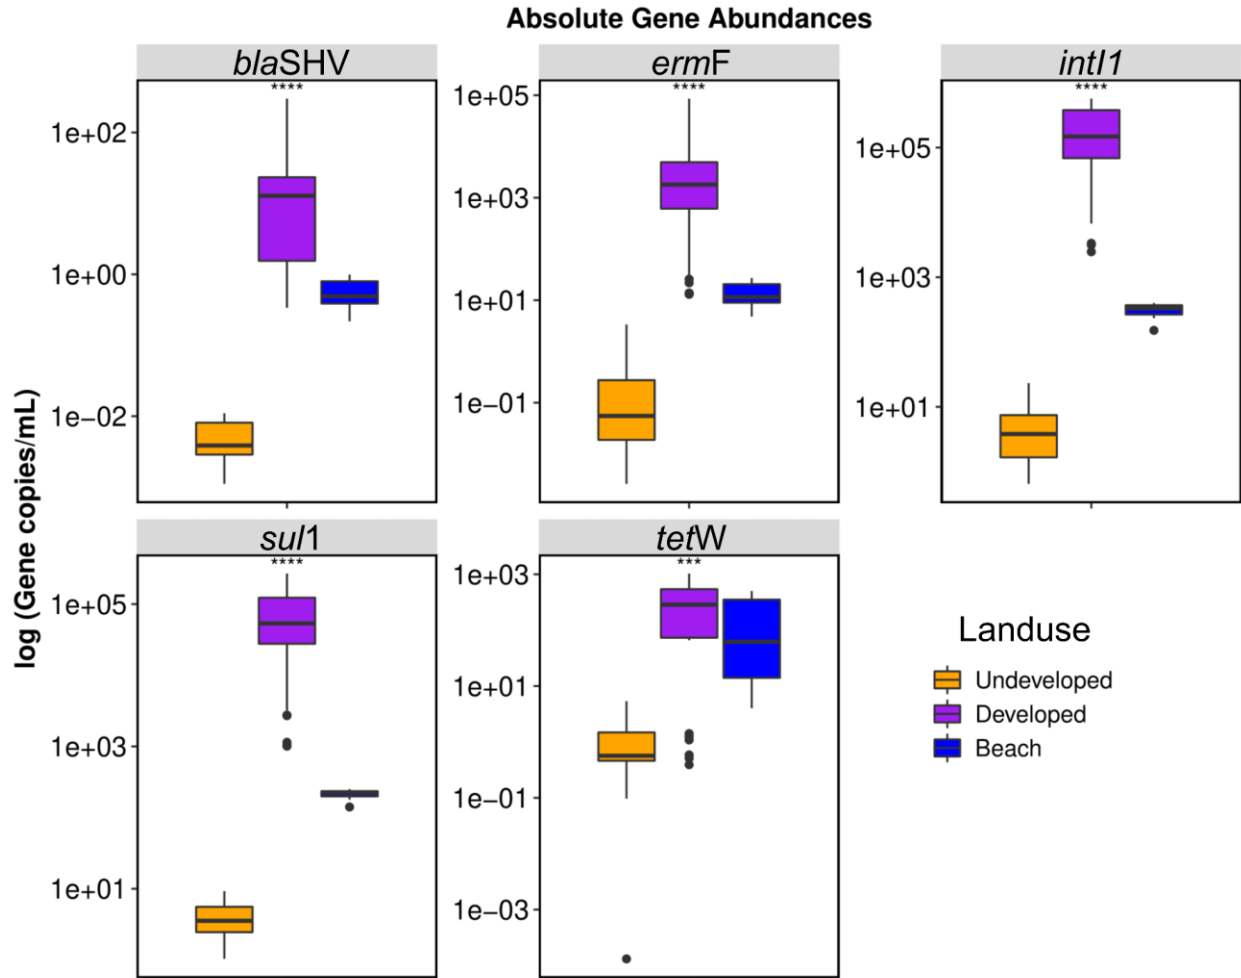 Absolute Gene Abundances
blaSHV
ermF
intI1
****
****
****
1e+02
1e+00
1e−02
1e+05
1e+03
1e+01
1e−01
1e+05
1e+03
1e+01
log (Gene copies/mL)
sul1
tetW
****
***
1e+05
1e+03
1e+01
1e+03
1e+01
1e−01
1e−03
Landuse
Undeveloped
Developed
Beach